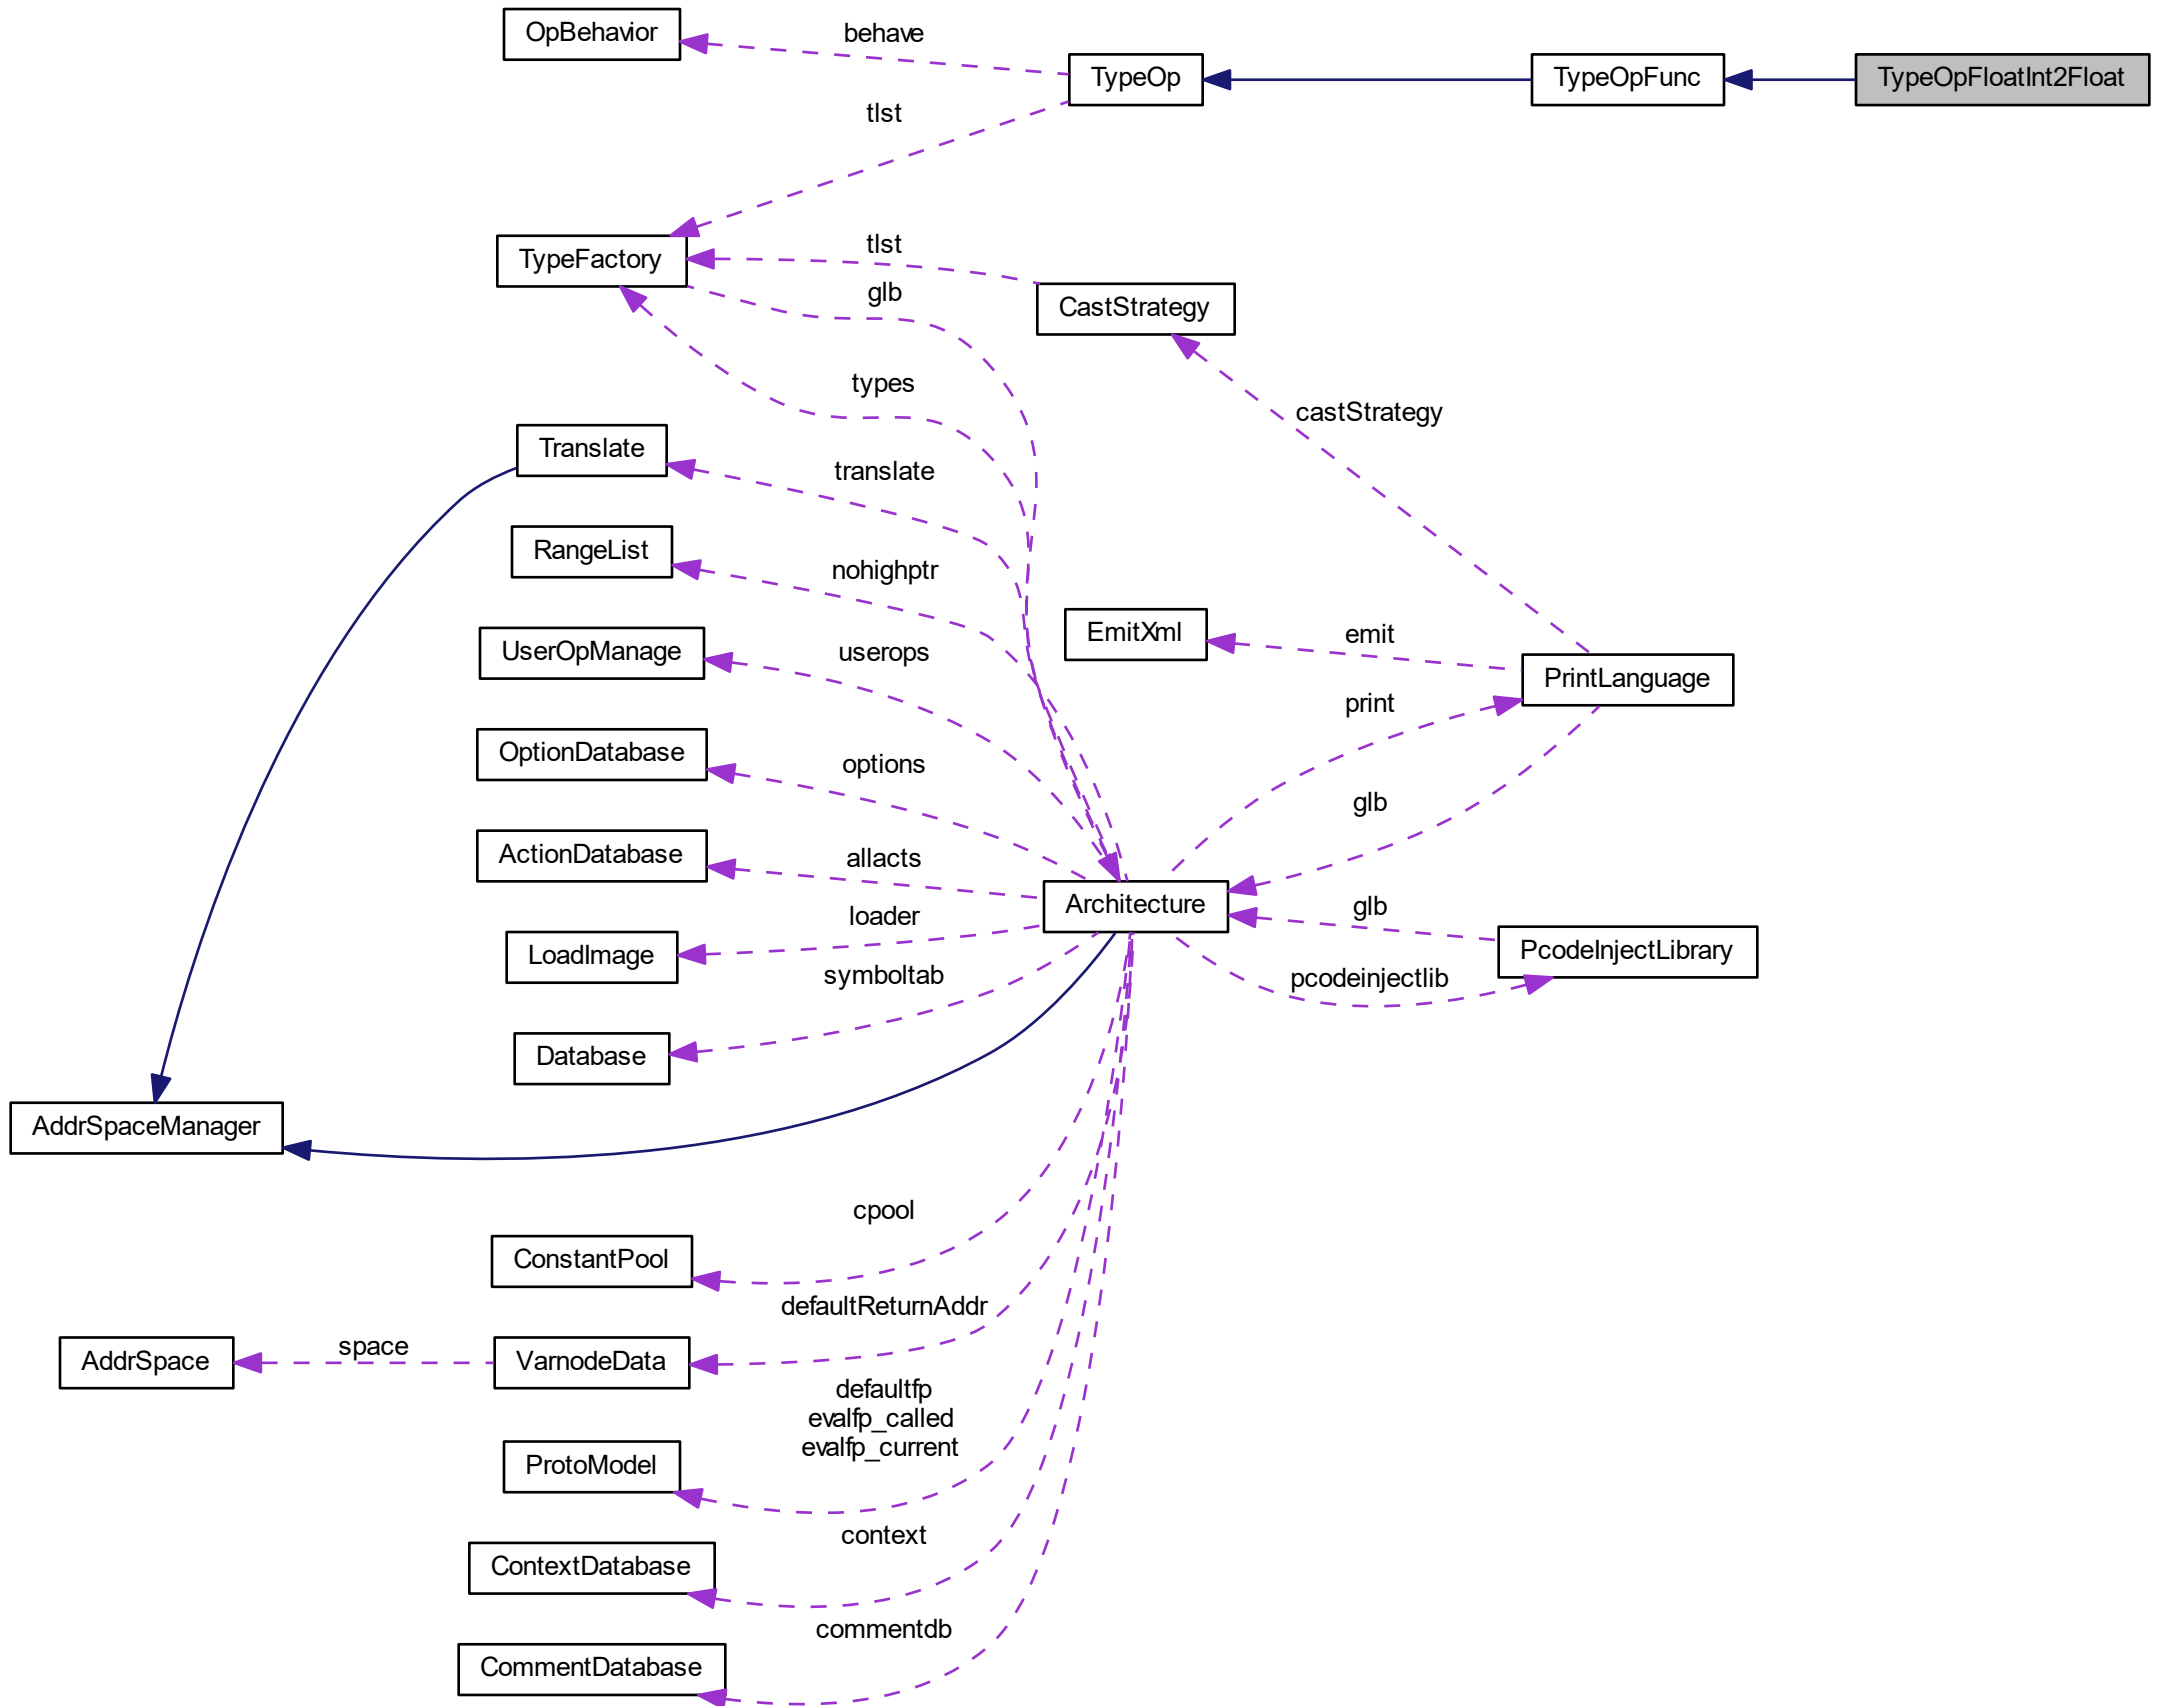 OpBehavior
behave
TypeOp
TypeOpFunc
TypeOpFloatInt2Float
tlst
TypeFactory
tlst
glb
CastStrategy
types
castStrategy
Translate
translate
RangeList
nohighptr
UserOpManage
userops
EmitXml
emit
PrintLanguage
print
OptionDatabase
options
glb
ActionDatabase
allacts
Architecture
glb
LoadImage
loader
PcodeInjectLibrary
symboltab
pcodeinjectlib
Database
AddrSpaceManager
cpool
ConstantPool
defaultReturnAddr
AddrSpace
space
VarnodeData
defaultfp
evalfp_called
evalfp_current
ProtoModel
context
ContextDatabase
commentdb
CommentDatabase